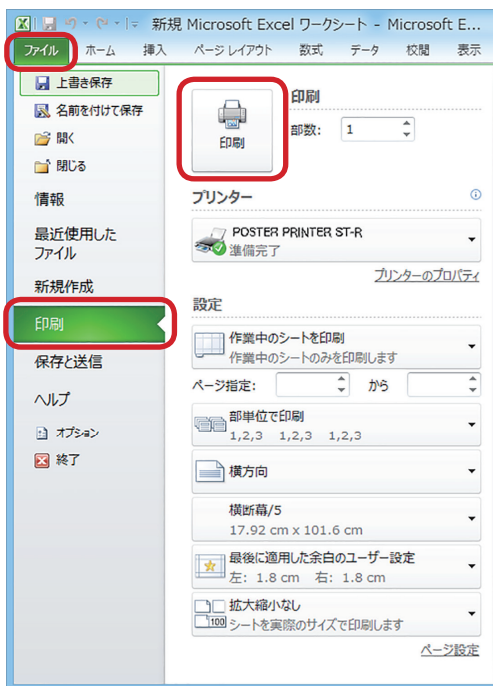 新規 Microsoft Excel ワークシート - Microsoft E...
ファイル ホーム 挿入 ページ レイアウト 数式 データ 校閲 表示
上書き保存
名前を付けて保存
開く
閉じる
情報
最近使用した
ファイル
新規作成
印刷
保存と送信
ヘルプ
オプション
終了
印刷
印刷
部数: 1
プリンター
POSTER PRINTER ST-R
準備完了
プリンターのプロパティ
設定
作業中のシートを印刷
作業中のシートのみを印刷します
ページ指定: から
部単位で印刷
1,2,3 1,2,3 1,2,3
横方向
横断幕/5
17.92 cm x 101.6 cm
最後に適用した余白のユーザー設定
左: 1.8 cm 右: 1.8 cm
拡大縮小なし
100 シートを実際のサイズで印刷します
ページ設定